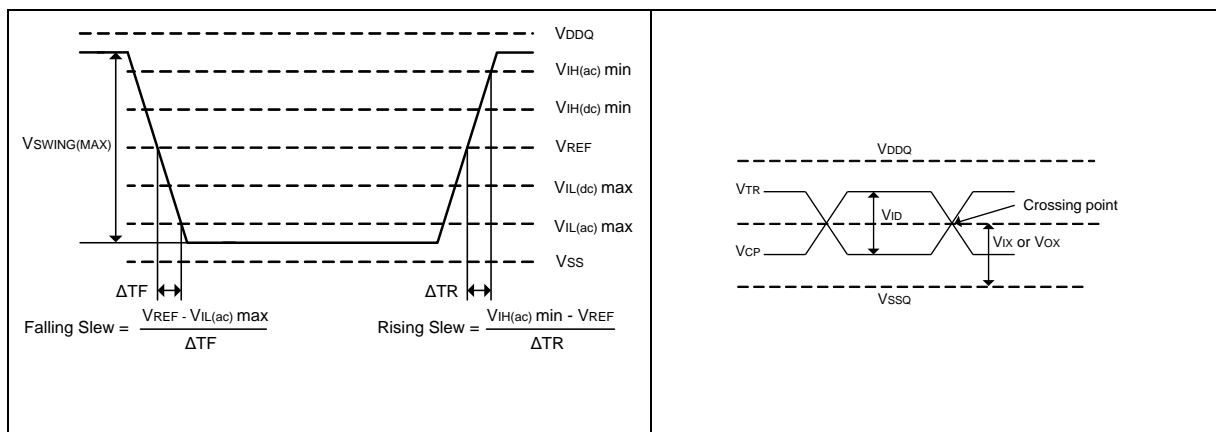 VDDQ
VIH(ac) min
VIH(dc) min
VSWING(MAX)
VREF
VIL(dc) max
VIL(ac) max
VSS
ΔTF
ΔTR
Falling Slew = VREF - VIL(ac) max
ΔTF
Rising Slew = VIH(ac) min - VREF
ΔTR
VDDQ
VTR
VID
Crossing point
VCP
VIX or VOX
VSSQ